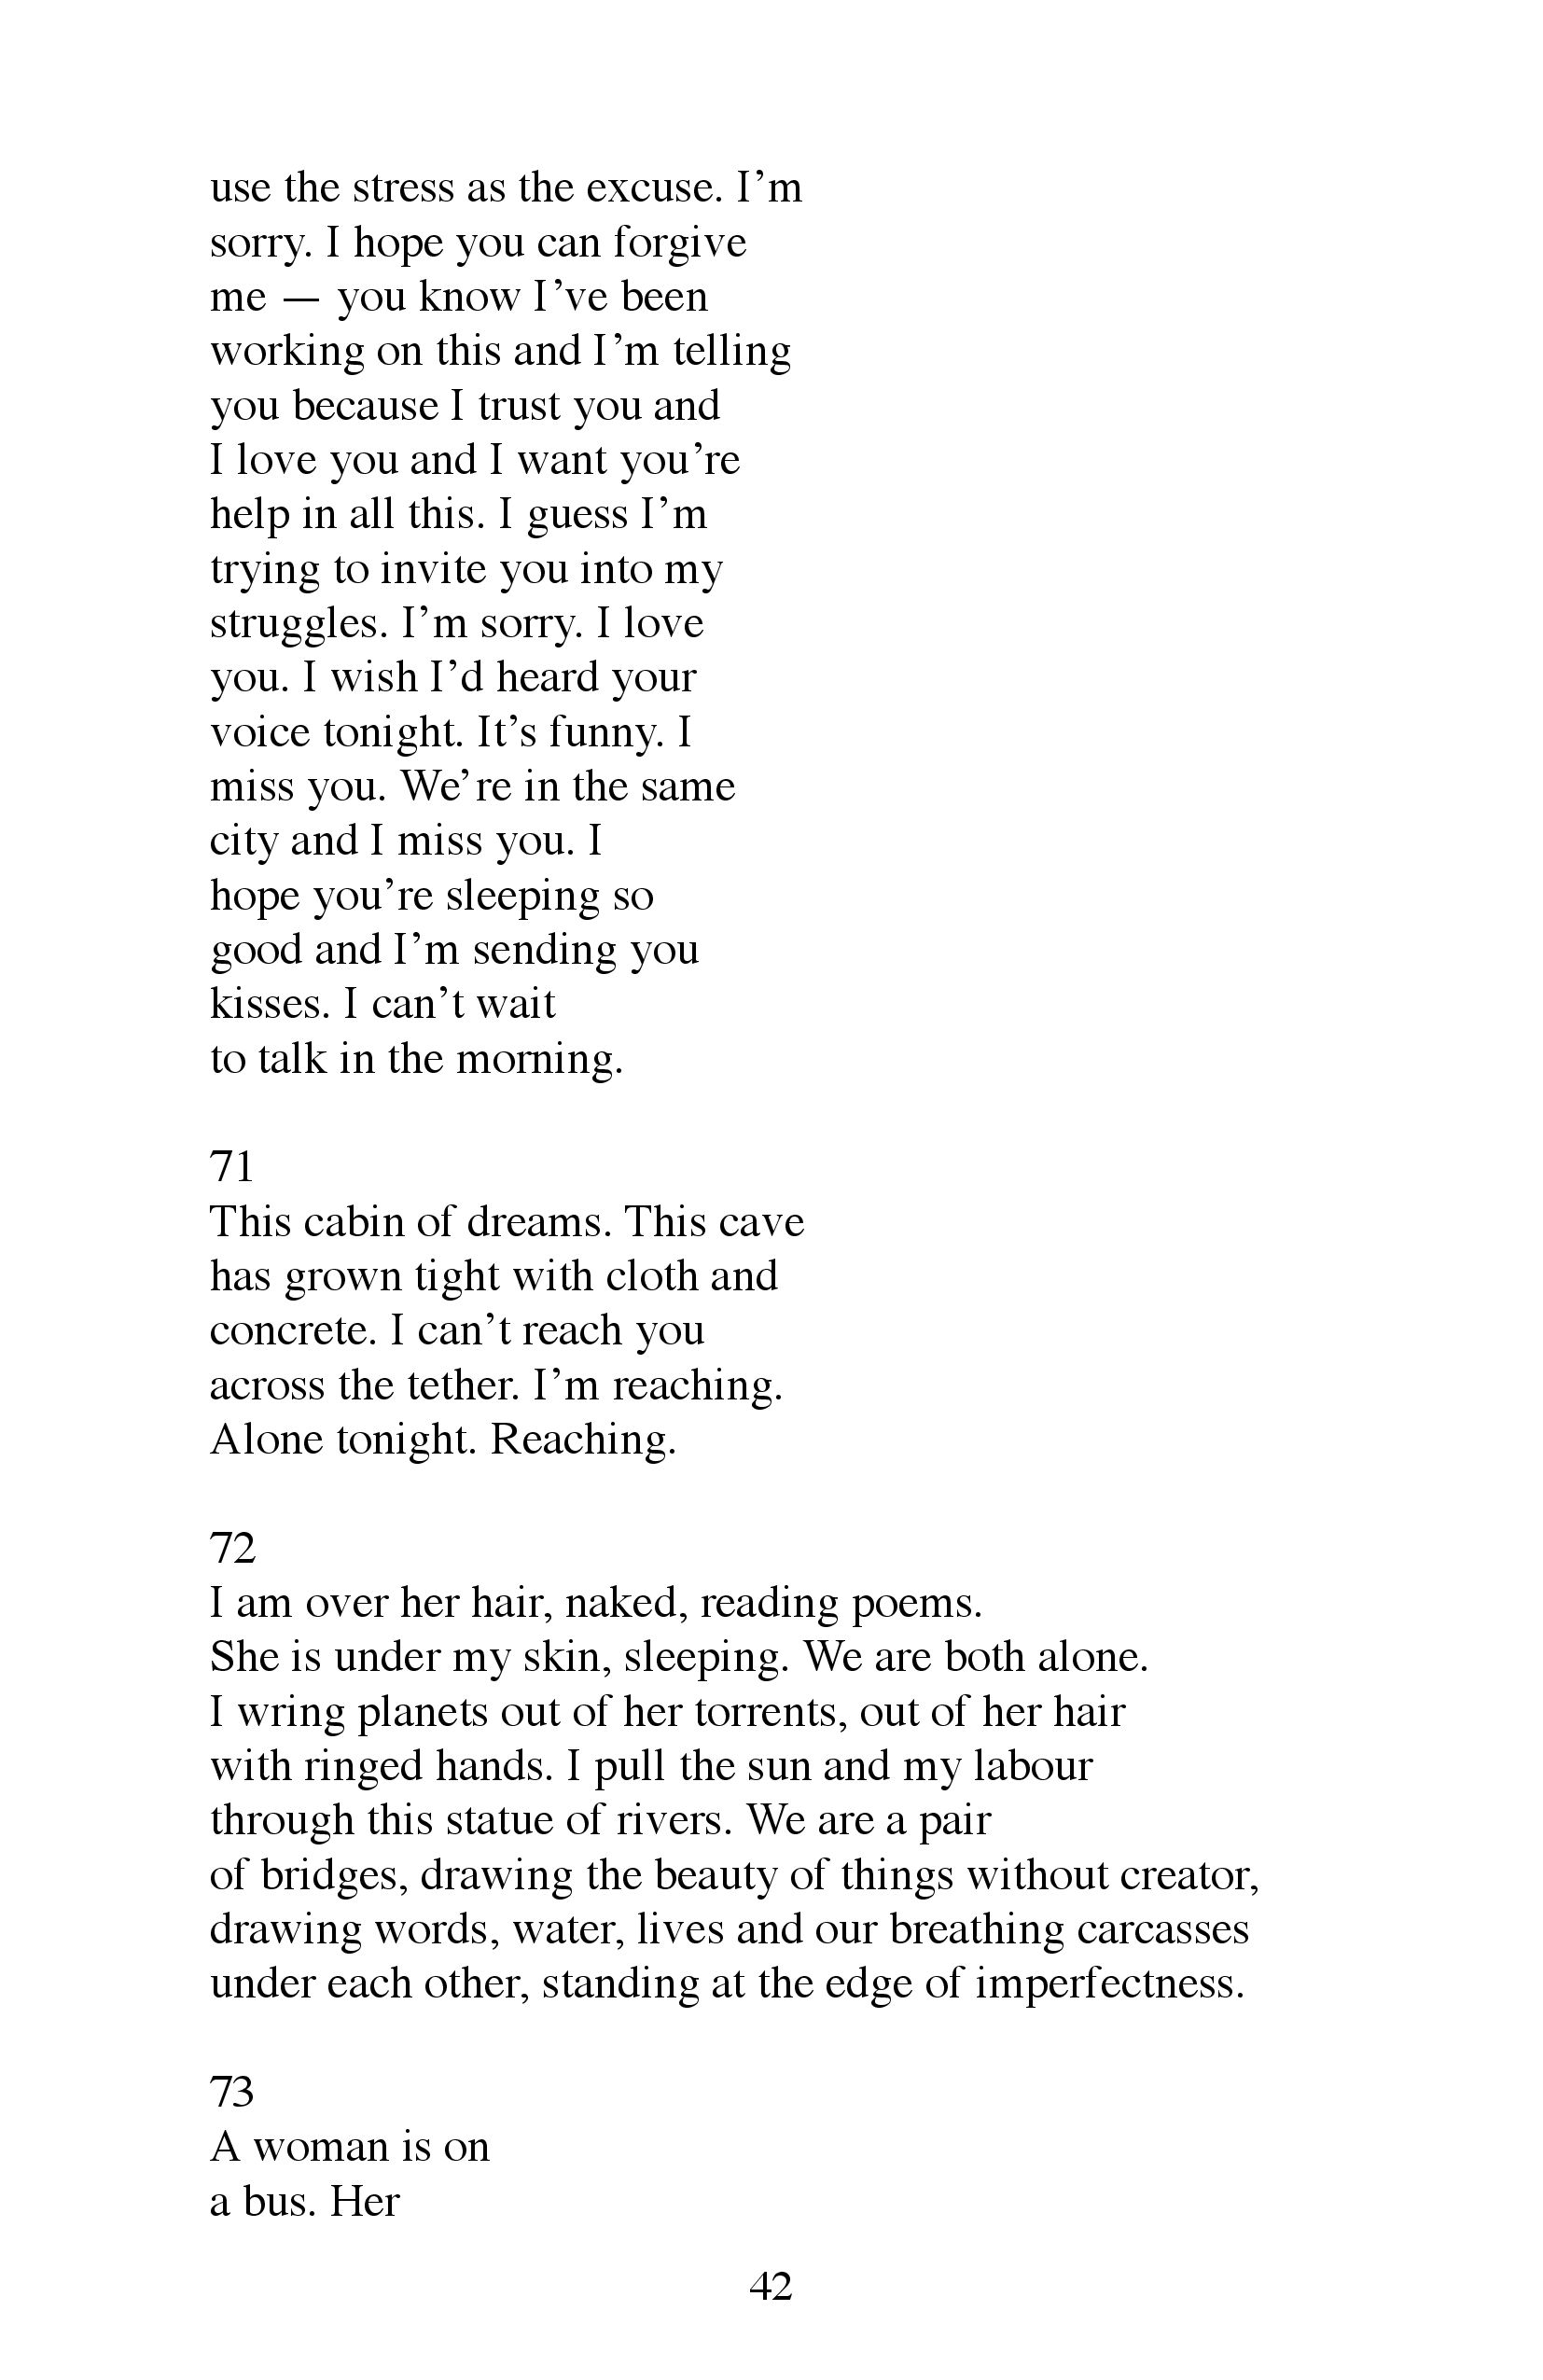 use the stress as the excuse. I’m
sorry. I hope you can forgive
me — you know I’ve been
working on this and I’m telling
you because I trust you and
I love you and I want you’re
help in all this. I guess I’m
trying to invite you into my
struggles. I’m sorry. I love
you. I wish I’d heard your
voice tonight. It’s funny. I
miss you. We’re in the same
city and I miss you. I
hope you’re sleeping so
good and I’m sending you
kisses. I can’t wait
to talk in the morning.

71
This cabin of dreams. This cave
has grown tight with cloth and
concrete. I can’t reach you
across the tether. I’m reaching.
Alone tonight. Reaching.

72
I am over her hair, naked, reading poems.
She is under my skin, sleeping. We are both alone.
I wring planets out of her torrents, out of her hair
with ringed hands. I pull the sun and my labour
through this statue of rivers. We are a pair
of bridges, drawing the beauty of things without creator,
drawing words, water, lives and our breathing carcasses
under each other, standing at the edge of imperfectness.

73
A woman is on
a bus. Her

42